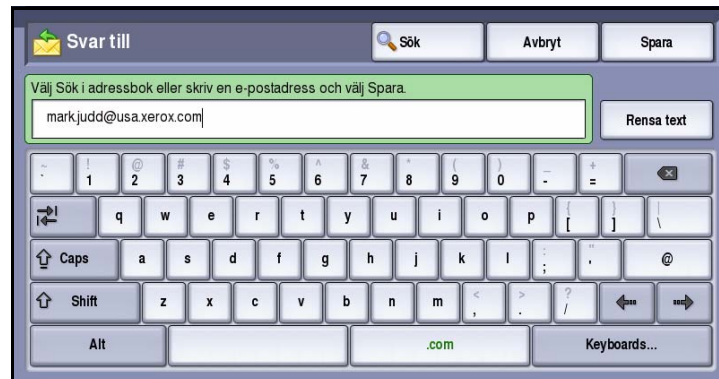 Svar till Sök Avbryt Spara
Välj Sök i adressbok eller skriv en e-postadress och välj Spara.
mark.judd@usa.xerox.com Rensa text
~ ! @ # $ % ^ & * ( ) _ +
` 1 2 3 4 5 6 7 8 9 0 - =
q w e r t y u i o p { [ } ] | \
Caps a s d f g h j k l : ; " ' @
Shift z x c v b n m < , > . ? /
Alt .com Keyboards...